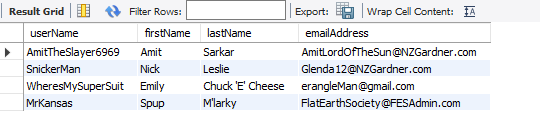 Result Grid Filter Rows: Export: Wrap Cell Content:
userName firstName lastName emailAddress
AmitTheSlayer6969 Amit Sarkar AmitLordOfTheSun@NZGardner.com
SnickerMan Nick Leslie Glenda12@NZGardner.com
WheresMySuperSuit Emily Chuck 'E' Cheese erangleMan@gmail.com
MrKansas Spup M'larky FlatEarthSociety@FESAdmin.com